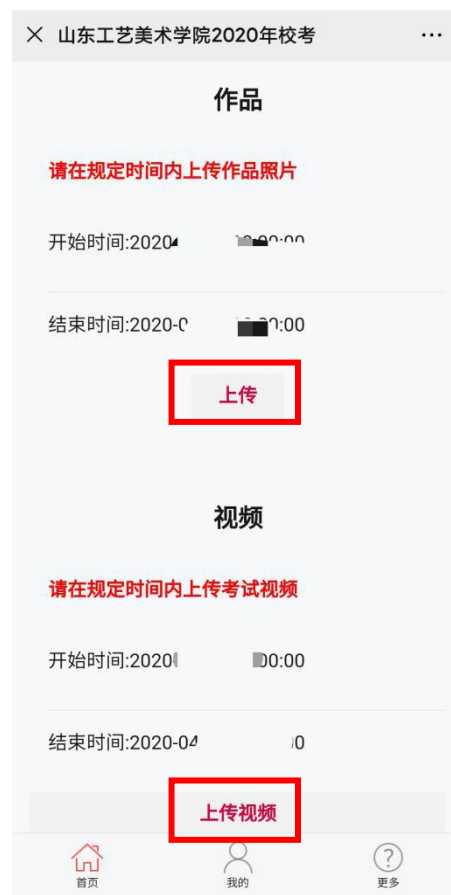 山东工艺美术学院2020年校考
作品
请在规定时间内上传作品照片
开始时间:2020
结束时间:2020-0 :00
上传
视频
请在规定时间内上传考试视频
开始时间:2020 00:00
结束时间:2020-04 0
上传视频
首页 我的 更多